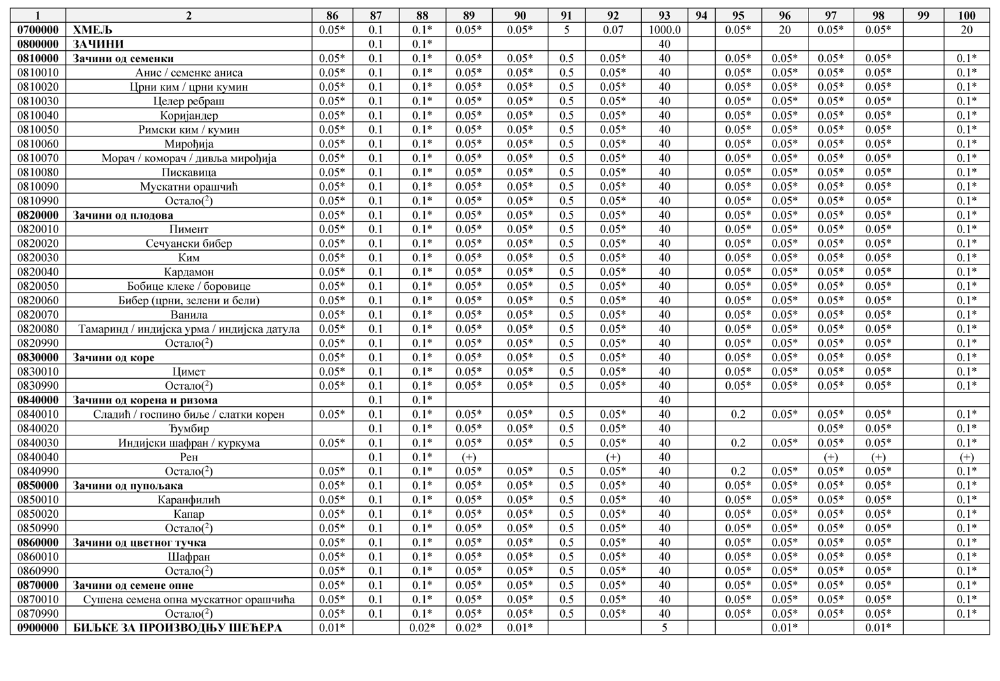 1 2 86 87 88 89 90 91 92 93 94 95 96 97 98 99 100
0700000 ХМЕЉ 0.05* 0.1 0.1* 0.05* 0.05* 5 0.07 1000.0 0.05* 20 0.05* 0.05* 20
0800000 ЗАЧИНИ 0.1 0.1* 40
0810000 Зачини од семенки 0.05* 0.1 0.1* 0.05* 0.05* 0.5 0.05* 40 0.05* 0.05* 0.05* 0.05* 0.1*
0810010 Анис / семенке аниса 0.05* 0.1 0.1* 0.05* 0.05* 0.5 0.05* 40 0.05* 0.05* 0.05* 0.05* 0.1*
0810020 Црни ким / црни кумин 0.05* 0.1 0.1* 0.05* 0.05* 0.5 0.05* 40 0.05* 0.05* 0.05* 0.05* 0.1*
0810030 Целер ребраш 0.05* 0.1 0.1* 0.05* 0.05* 0.5 0.05* 40 0.05* 0.05* 0.05* 0.05* 0.1*
0810040 Коријандер 0.05* 0.1 0.1* 0.05* 0.05* 0.5 0.05* 40 0.05* 0.05* 0.05* 0.05* 0.1*
0810050 Римски ким / кумин 0.05* 0.1 0.1* 0.05* 0.05* 0.5 0.05* 40 0.05* 0.05* 0.05* 0.05* 0.1*
0810060 Мирођија 0.05* 0.1 0.1* 0.05* 0.05* 0.5 0.05* 40 0.05* 0.05* 0.05* 0.05* 0.1*
0810070 Морач / коморач / дивља мирођија 0.05* 0.1 0.1* 0.05* 0.05* 0.5 0.05* 40 0.05* 0.05* 0.05* 0.05* 0.1*
0810080 Пискавица 0.05* 0.1 0.1* 0.05* 0.05* 0.5 0.05* 40 0.05* 0.05* 0.05* 0.05* 0.1*
0810090 Мускатни орашчић 0.05* 0.1 0.1* 0.05* 0.05* 0.5 0.05* 40 0.05* 0.05* 0.05* 0.05* 0.1*
0810990 Остало(2) 0.05* 0.1 0.1* 0.05* 0.05* 0.5 0.05* 40 0.05* 0.05* 0.05* 0.05* 0.1*
0820000 Зачини од плодова 0.05* 0.1 0.1* 0.05* 0.05* 0.5 0.05* 40 0.05* 0.05* 0.05* 0.05* 0.1*
0820010 Пимент 0.05* 0.1 0.1* 0.05* 0.05* 0.5 0.05* 40 0.05* 0.05* 0.05* 0.05* 0.1*
0820020 Сечуански бибер 0.05* 0.1 0.1* 0.05* 0.05* 0.5 0.05* 40 0.05* 0.05* 0.05* 0.05* 0.1*
0820030 Ким 0.05* 0.1 0.1* 0.05* 0.05* 0.5 0.05* 40 0.05* 0.05* 0.05* 0.05* 0.1*
0820040 Кардамон 0.05* 0.1 0.1* 0.05* 0.05* 0.5 0.05* 40 0.05* 0.05* 0.05* 0.05* 0.1*
0820050 Бобице клеке / боровице 0.05* 0.1 0.1* 0.05* 0.05* 0.5 0.05* 40 0.05* 0.05* 0.05* 0.05* 0.1*
0820060 Бибер (црни, зелени и бели) 0.05* 0.1 0.1* 0.05* 0.05* 0.5 0.05* 40 0.05* 0.05* 0.05* 0.05* 0.1*
0820070 Ванила 0.05* 0.1 0.1* 0.05* 0.05* 0.5 0.05* 40 0.05* 0.05* 0.05* 0.05* 0.1*
0820080 Тамаринд / индијска урма / индијска датула 0.05* 0.1 0.1* 0.05* 0.05* 0.5 0.05* 40 0.05* 0.05* 0.05* 0.05* 0.1*
0820990 Остало(2) 0.05* 0.1 0.1* 0.05* 0.05* 0.5 0.05* 40 0.05* 0.05* 0.05* 0.05* 0.1*
0830000 Зачини од коре 0.05* 0.1 0.1* 0.05* 0.05* 0.5 0.05* 40 0.05* 0.05* 0.05* 0.05* 0.1*
0830010 Цимет 0.05* 0.1 0.1* 0.05* 0.05* 0.5 0.05* 40 0.05* 0.05* 0.05* 0.05* 0.1*
0830990 Остало(2) 0.05* 0.1 0.1* 0.05* 0.05* 0.5 0.05* 40 0.05* 0.05* 0.05* 0.05* 0.1*
0840000 Зачини од корена и ризома 0.1 0.1* 40
0840010 Сладић / госпино биље / слатки корен 0.05* 0.1 0.1* 0.05* 0.05* 0.5 0.05* 40 0.2 0.05* 0.05* 0.05* 0.1*
0840020 Ђумбир 0.1 0.1* 0.05* 0.05* 0.5 0.05* 40 0.05* 0.05* 0.1*
0840030 Индијски шафран / куркума 0.05* 0.1 0.1* 0.05* 0.05* 0.5 0.05* 40 0.2 0.05* 0.05* 0.05* 0.1*
0840040 Рен 0.1 0.1* (+) (+) 40 (+) (+) (+)
0840990 Остало(2) 0.05* 0.1 0.1* 0.05* 0.05* 0.5 0.05* 40 0.2 0.05* 0.05* 0.05* 0.1*
0850000 Зачини од пупољака 0.05* 0.1 0.1* 0.05* 0.05* 0.5 0.05* 40 0.05* 0.05* 0.05* 0.05* 0.1*
0850010 Каранфилић 0.05* 0.1 0.1* 0.05* 0.05* 0.5 0.05* 40 0.05* 0.05* 0.05* 0.05* 0.1*
0850020 Капар 0.05* 0.1 0.1* 0.05* 0.05* 0.5 0.05* 40 0.05* 0.05* 0.05* 0.05* 0.1*
0850990 Остало(2) 0.05* 0.1 0.1* 0.05* 0.05* 0.5 0.05* 40 0.05* 0.05* 0.05* 0.05* 0.1*
0860000 Зачини од цветног тучка 0.05* 0.1 0.1* 0.05* 0.05* 0.5 0.05* 40 0.05* 0.05* 0.05* 0.05* 0.1*
0860010 Шафран 0.05* 0.1 0.1* 0.05* 0.05* 0.5 0.05* 40 0.05* 0.05* 0.05* 0.05* 0.1*
0860990 Остало(2) 0.05* 0.1 0.1* 0.05* 0.05* 0.5 0.05* 40 0.05* 0.05* 0.05* 0.05* 0.1*
0870000 Зачини од семене опне 0.05* 0.1 0.1* 0.05* 0.05* 0.5 0.05* 40 0.05* 0.05* 0.05* 0.05* 0.1*
0870010 Сушена семена опна мускатног орашчића 0.05* 0.1 0.1* 0.05* 0.05* 0.5 0.05* 40 0.05* 0.05* 0.05* 0.05* 0.1*
0870990 Остало(2) 0.05* 0.1 0.1* 0.05* 0.05* 0.5 0.05* 40 0.05* 0.05* 0.05* 0.05* 0.1*
0900000 БИЉКЕ ЗА ПРОИЗВОДЊУ ШЕЋЕРА 0.01* 0.02* 0.02* 0.01* 5 0.01* 0.01*